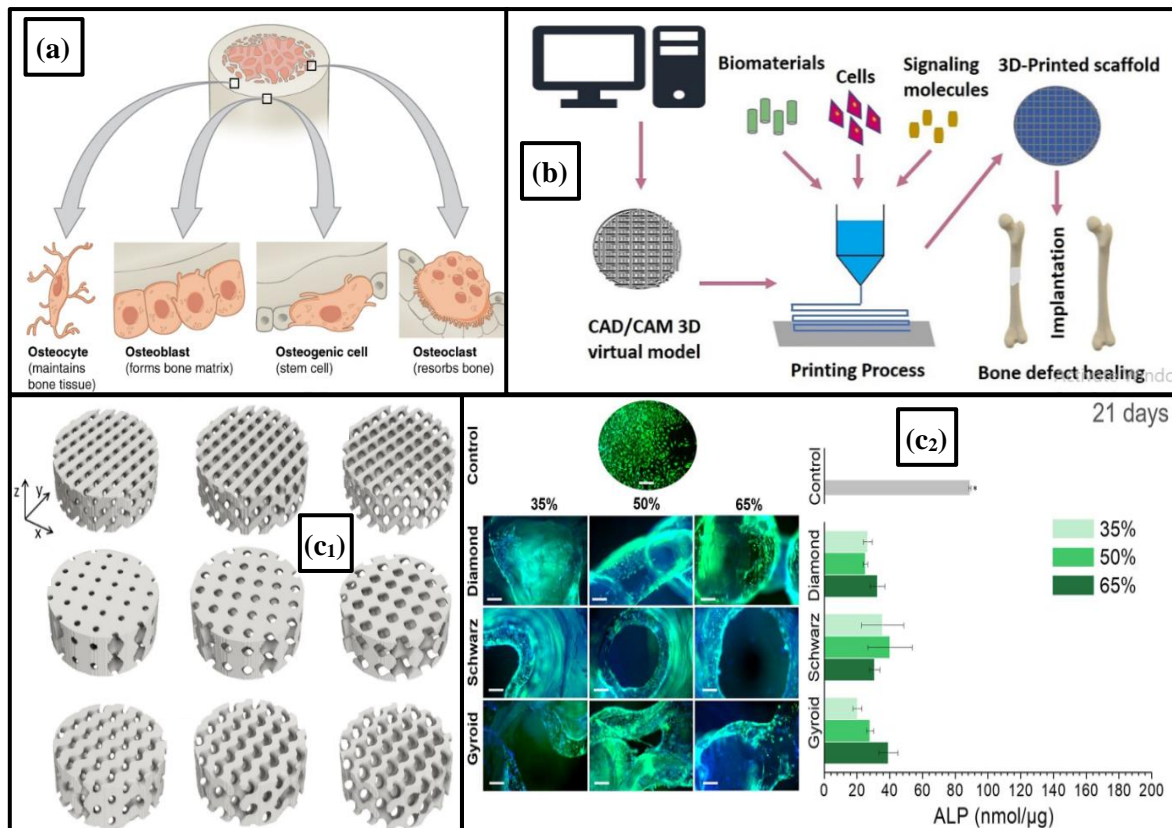 (a)
Osteocyte
(maintains
bone tissue)
Osteoblast
(forms bone matrix)
Osteogenic cell
(stem cell)
Osteoclast
(resorbs bone)
(b)
Biomaterials
Cells
Signaling
molecules
3D-Printed scaffold
CAD/CAM 3D
virtual model
Printing Process
Implantation
Bone defect healing
(c₁)
z
y
x
(c₂)
21 days
Control
35%
50%
65%
Diamond
Schwarz
Gyroid
Control
Diamond
Schwarz
Gyroid
35%
50%
65%
0 20 40 60 80 100 120 140 160 180 200
ALP (nmol/µg)